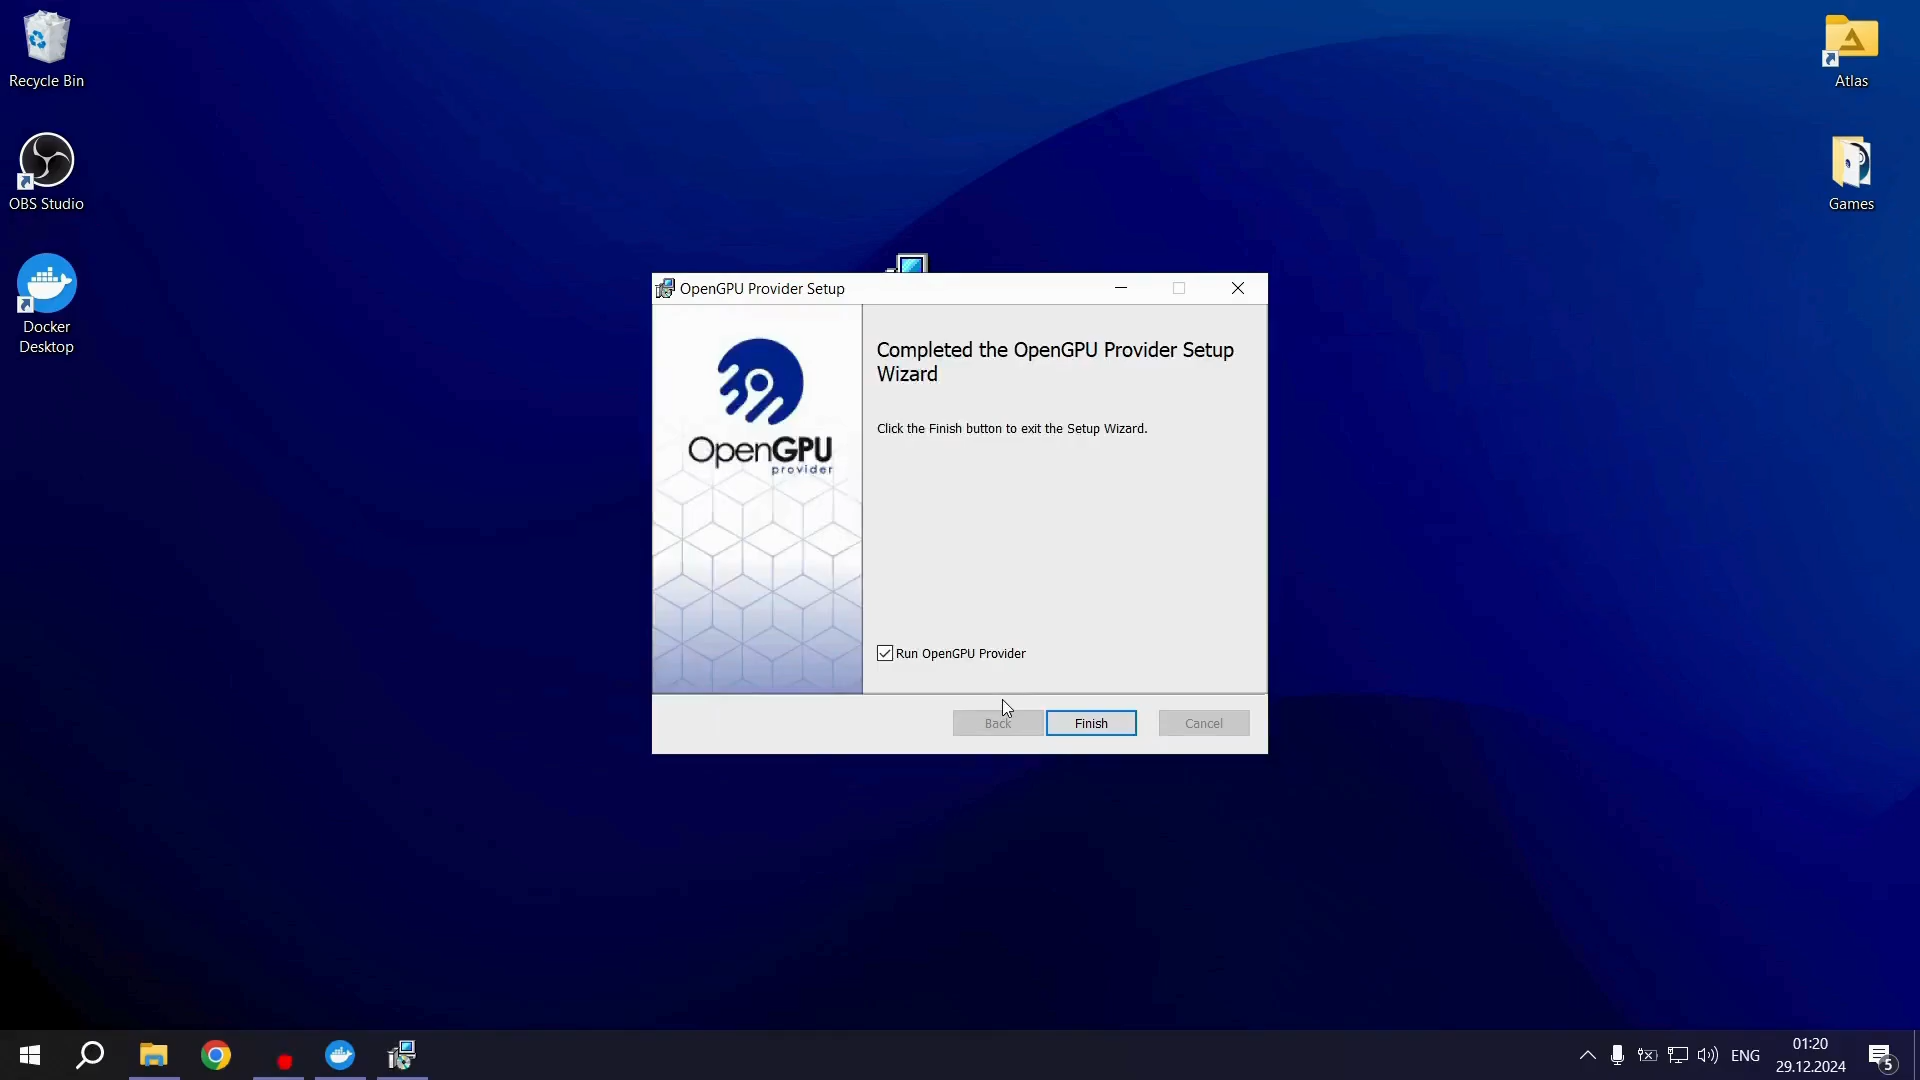 Recycle Bin
OBS Studio
Docker
Desktop
Atlas
Games
OpenGPU Provider Setup
OpenGPU
provider
Completed the OpenGPU Provider Setup
Wizard
Click the Finish button to exit the Setup Wizard.
Run OpenGPU Provider
Back
Finish
Cancel
ENG
01:20
29.12.2024
5